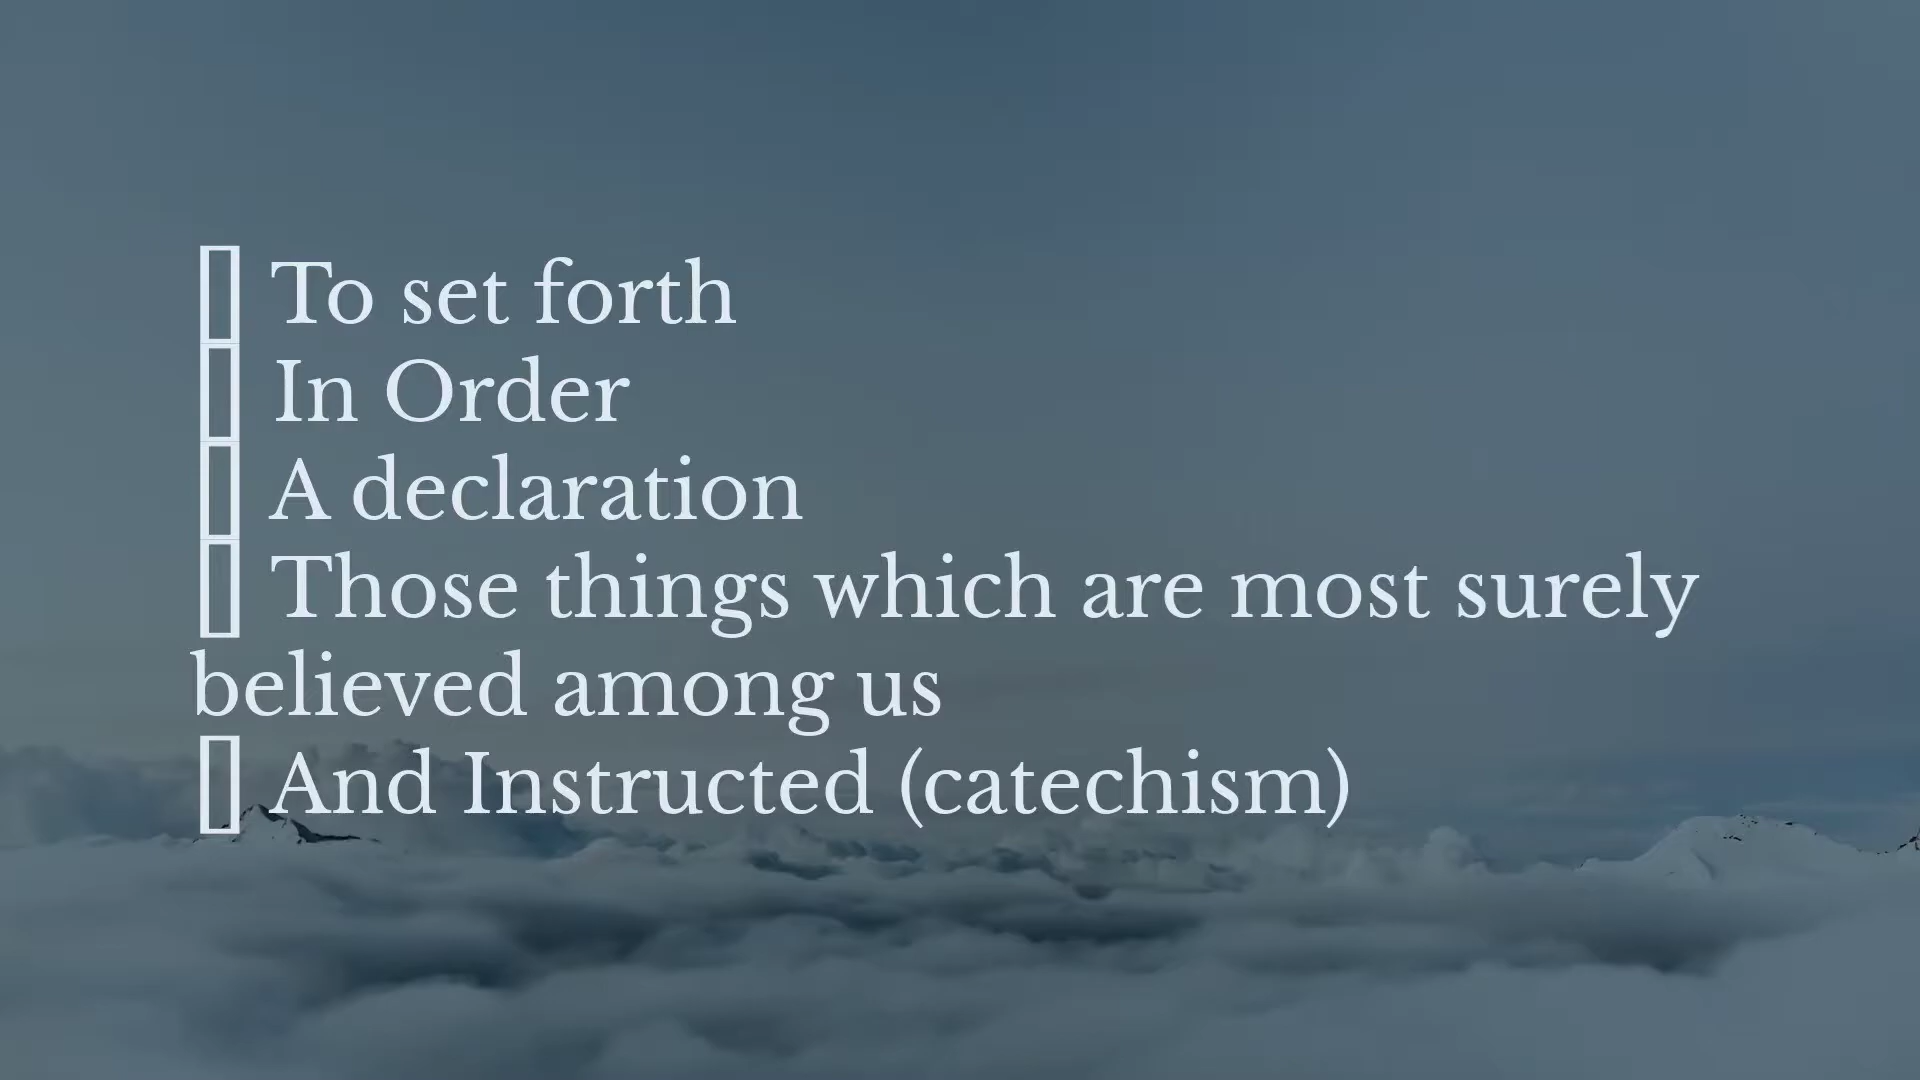 ▯ To set forth
▯ In Order
▯ A declaration
▯ Those things which are most surely
believed among us
▯ And Instructed (catechism)